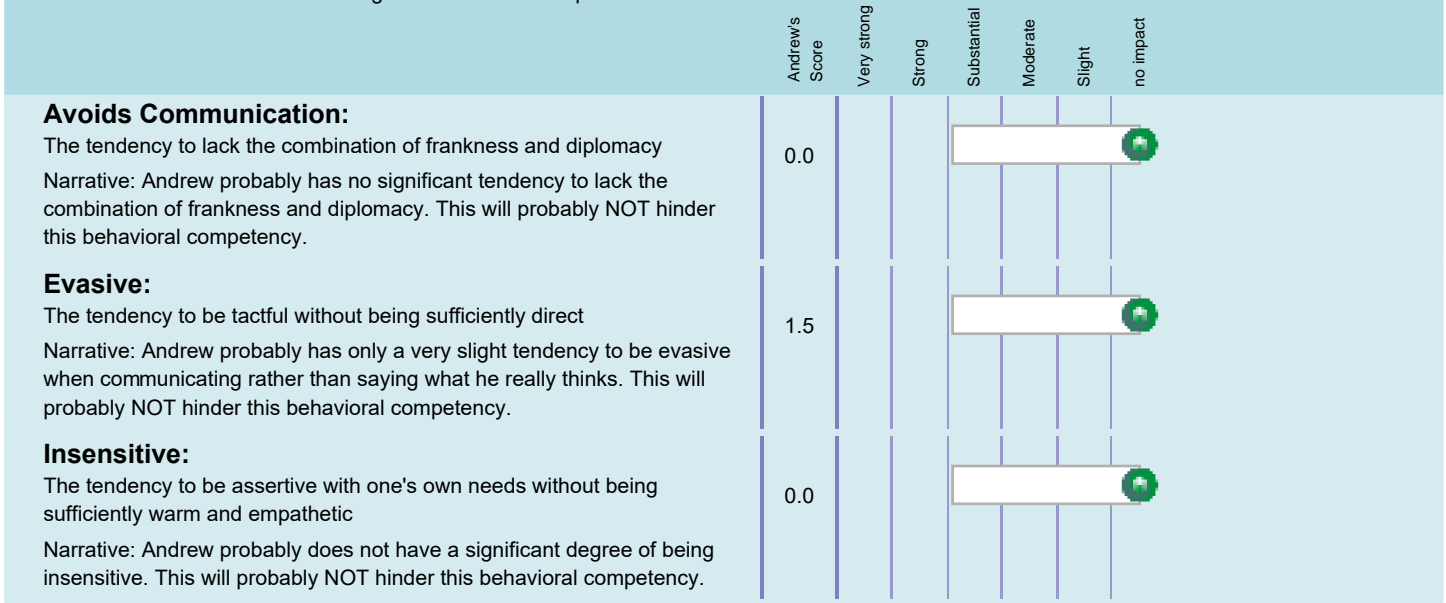 Andrew's
Score
Very strong
Strong
Substantial
Moderate
Slight
no impact
Avoids Communication:
The tendency to lack the combination of frankness and diplomacy
0.0
Narrative: Andrew probably has no significant tendency to lack the
combination of frankness and diplomacy. This will probably NOT hinder
this behavioral competency.
Evasive:
The tendency to be tactful without being sufficiently direct
1.5
Narrative: Andrew probably has only a very slight tendency to be evasive
when communicating rather than saying what he really thinks. This will
probably NOT hinder this behavioral competency.
Insensitive:
The tendency to be assertive with one's own needs without being
sufficiently warm and empathetic
0.0
Narrative: Andrew probably does not have a significant degree of being
insensitive. This will probably NOT hinder this behavioral competency.